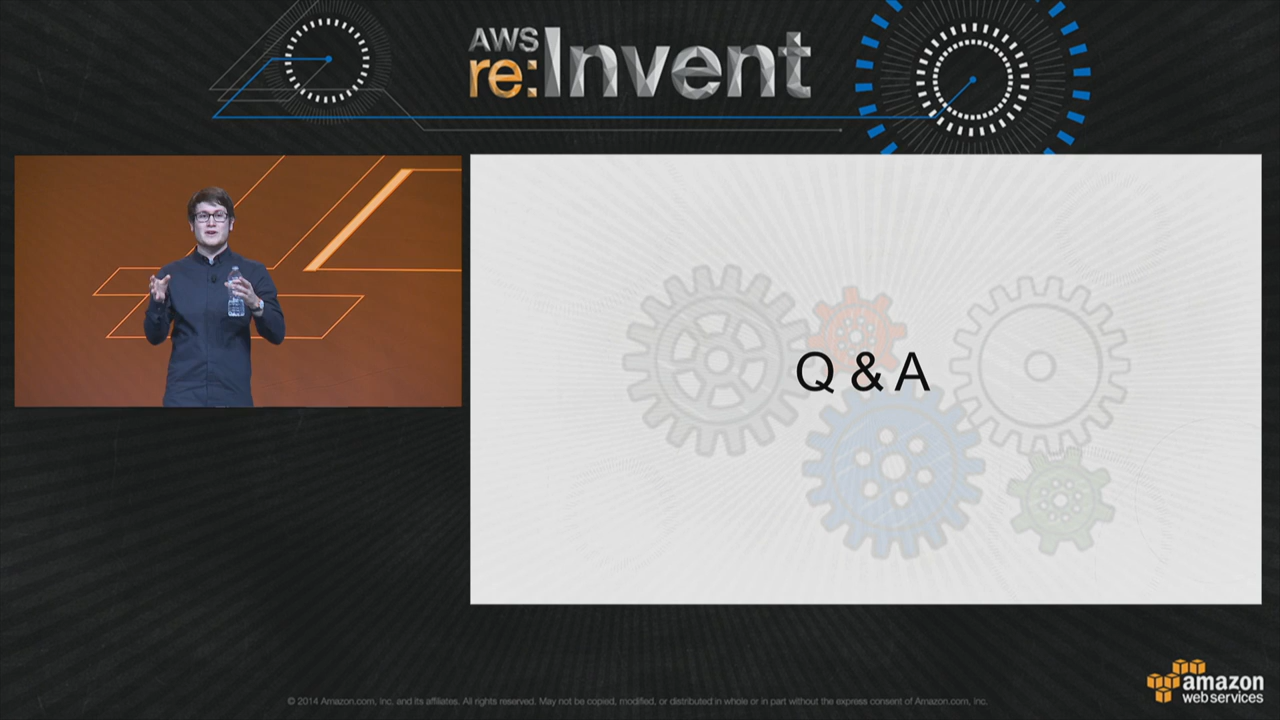 AWS
re:Invent
Q & A
© 2014 Amazon.com, Inc. and its affiliates. All rights reserved. May not be copied, modified, or distributed in whole or in part without the express consent of Amazon.com, Inc.
amazon
web services